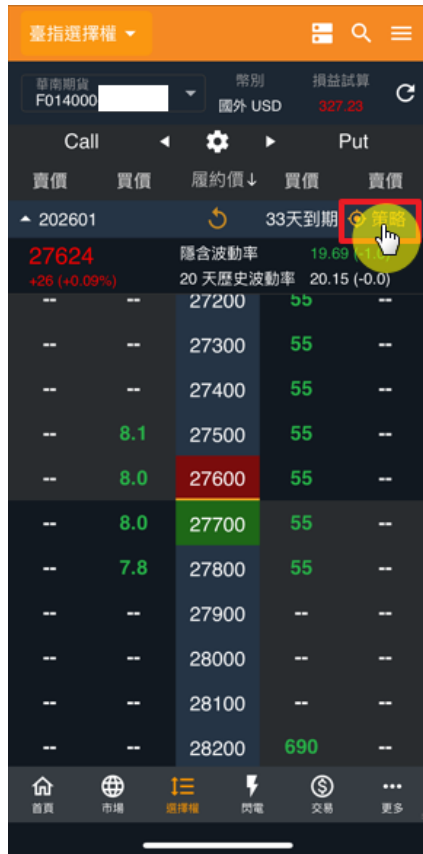 臺指選擇權
華南期貨 幣別 損益試算
F014000 國外 USD 327.23
Call Put
賣價 買價 履約價↓ 買價 賣價
202601 33天到期 策略
27624 隱含波動率 19.69 (-1.0)
+26 (+0.09%) 20 天歷史波動率 20.15 (-0.0)
-- -- 27200 55 --
-- -- 27300 55 --
-- -- 27400 55 --
-- 8.1 27500 55 --
-- 8.0 27600 55 --
-- 8.0 27700 55 --
-- 7.8 27800 55 --
-- -- 27900 -- --
-- -- 28000 -- --
-- -- 28100 -- --
-- -- 28200 690 --
首頁 市場 選擇權 閃電 交易 更多